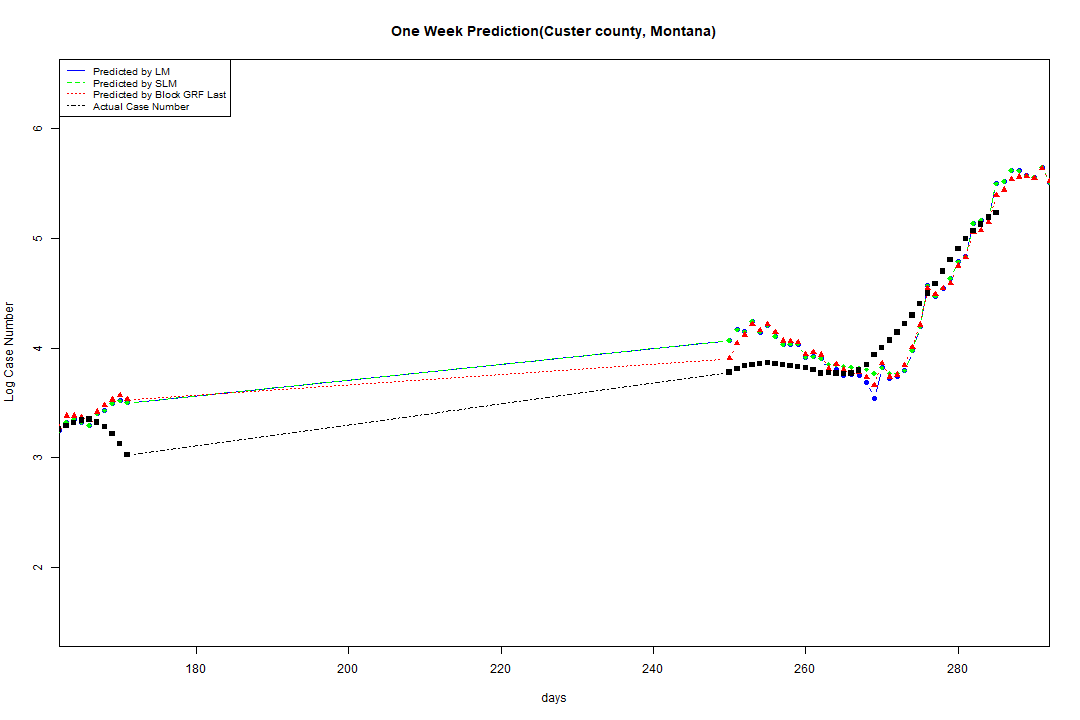 One Week Prediction(Custer county, Montana)
Predicted by LM
Predicted by SLM
Predicted by Block GRF Last
Actual Case Number
6
5
4
3
2
Log Case Number
180 200 220 240 260 280
days